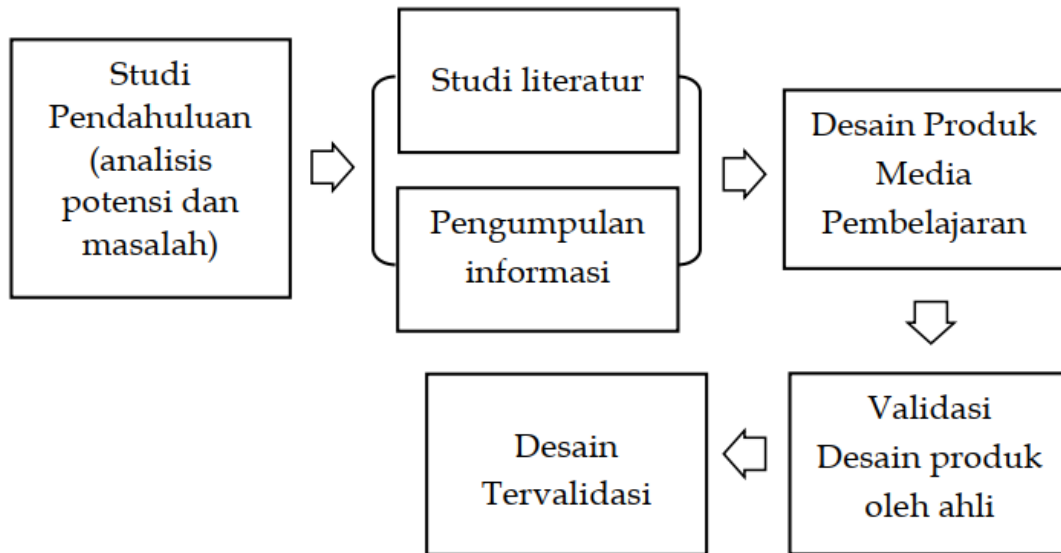 Studi
Pendahuluan
(analisis
potensi dan
masalah)
Studi literatur
Pengumpulan
informasi
Desain Produk
Media
Pembelajaran
Validasi
Desain produk
oleh ahli
Desain
Tervalidasi